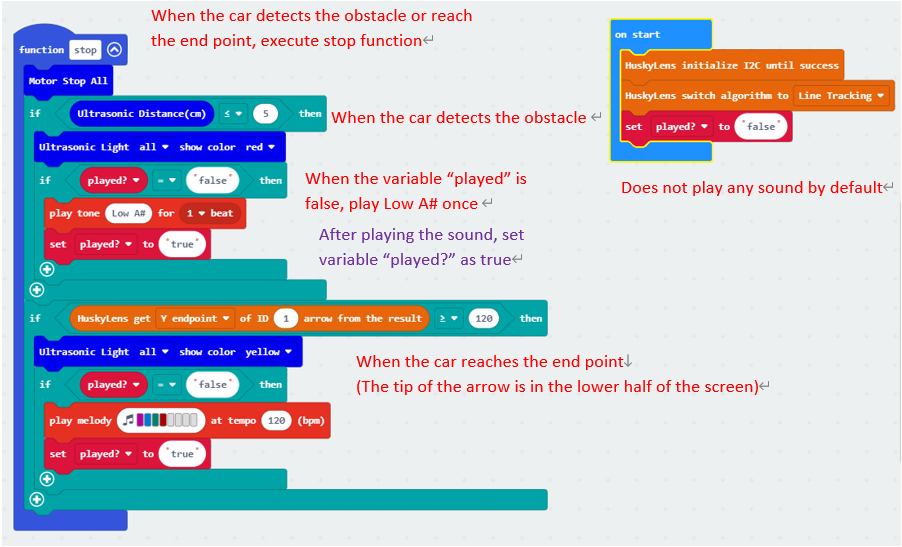 When the car detects the obstacle or reach
the end point, execute stop function
function stop
Motor Stop All
if Ultrasonic Distance(cm) ≤ 5 then
When the car detects the obstacle
Ultrasonic Light all show color red
if played? = "false" then
When the variable “played” is
false, play Low A# once
play tone Low A# for 1 beat
set played? to "true"
After playing the sound, set
variable “played?” as true
if HuskyLens get Y endpoint of ID 1 arrow from the result ≥ 120 then
Ultrasonic Light all show color yellow
When the car reaches the end point
(The tip of the arrow is in the lower half of the screen)
if played? = "false" then
play melody at tempo 120 (bpm)
set played? to "true"
on start
HuskyLens initialize I2C until success
HuskyLens switch algorithm to Line Tracking
set played? to "false"
Does not play any sound by default